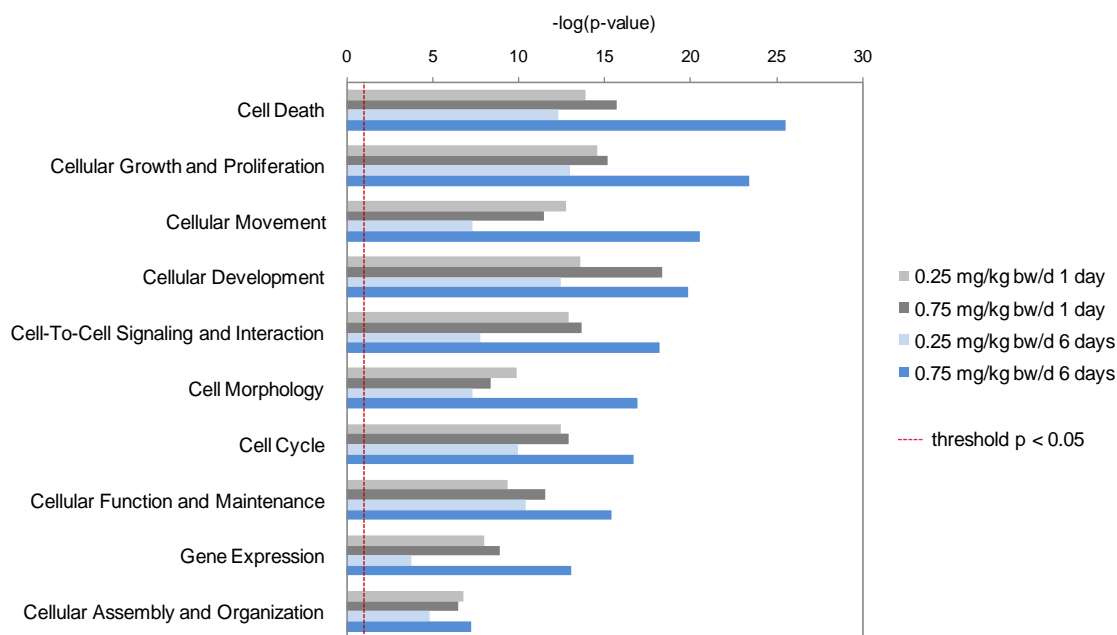 -log(p-value)
0 5 10 15 20 25 30
Cell Death
Cellular Growth and Proliferation
Cellular Movement
Cellular Development
Cell-To-Cell Signaling and Interaction
Cell Morphology
Cell Cycle
Cellular Function and Maintenance
Gene Expression
Cellular Assembly and Organization
0.25 mg/kg bw/d 1 day
0.75 mg/kg bw/d 1 day
0.25 mg/kg bw/d 6 days
0.75 mg/kg bw/d 6 days
threshold p < 0.05